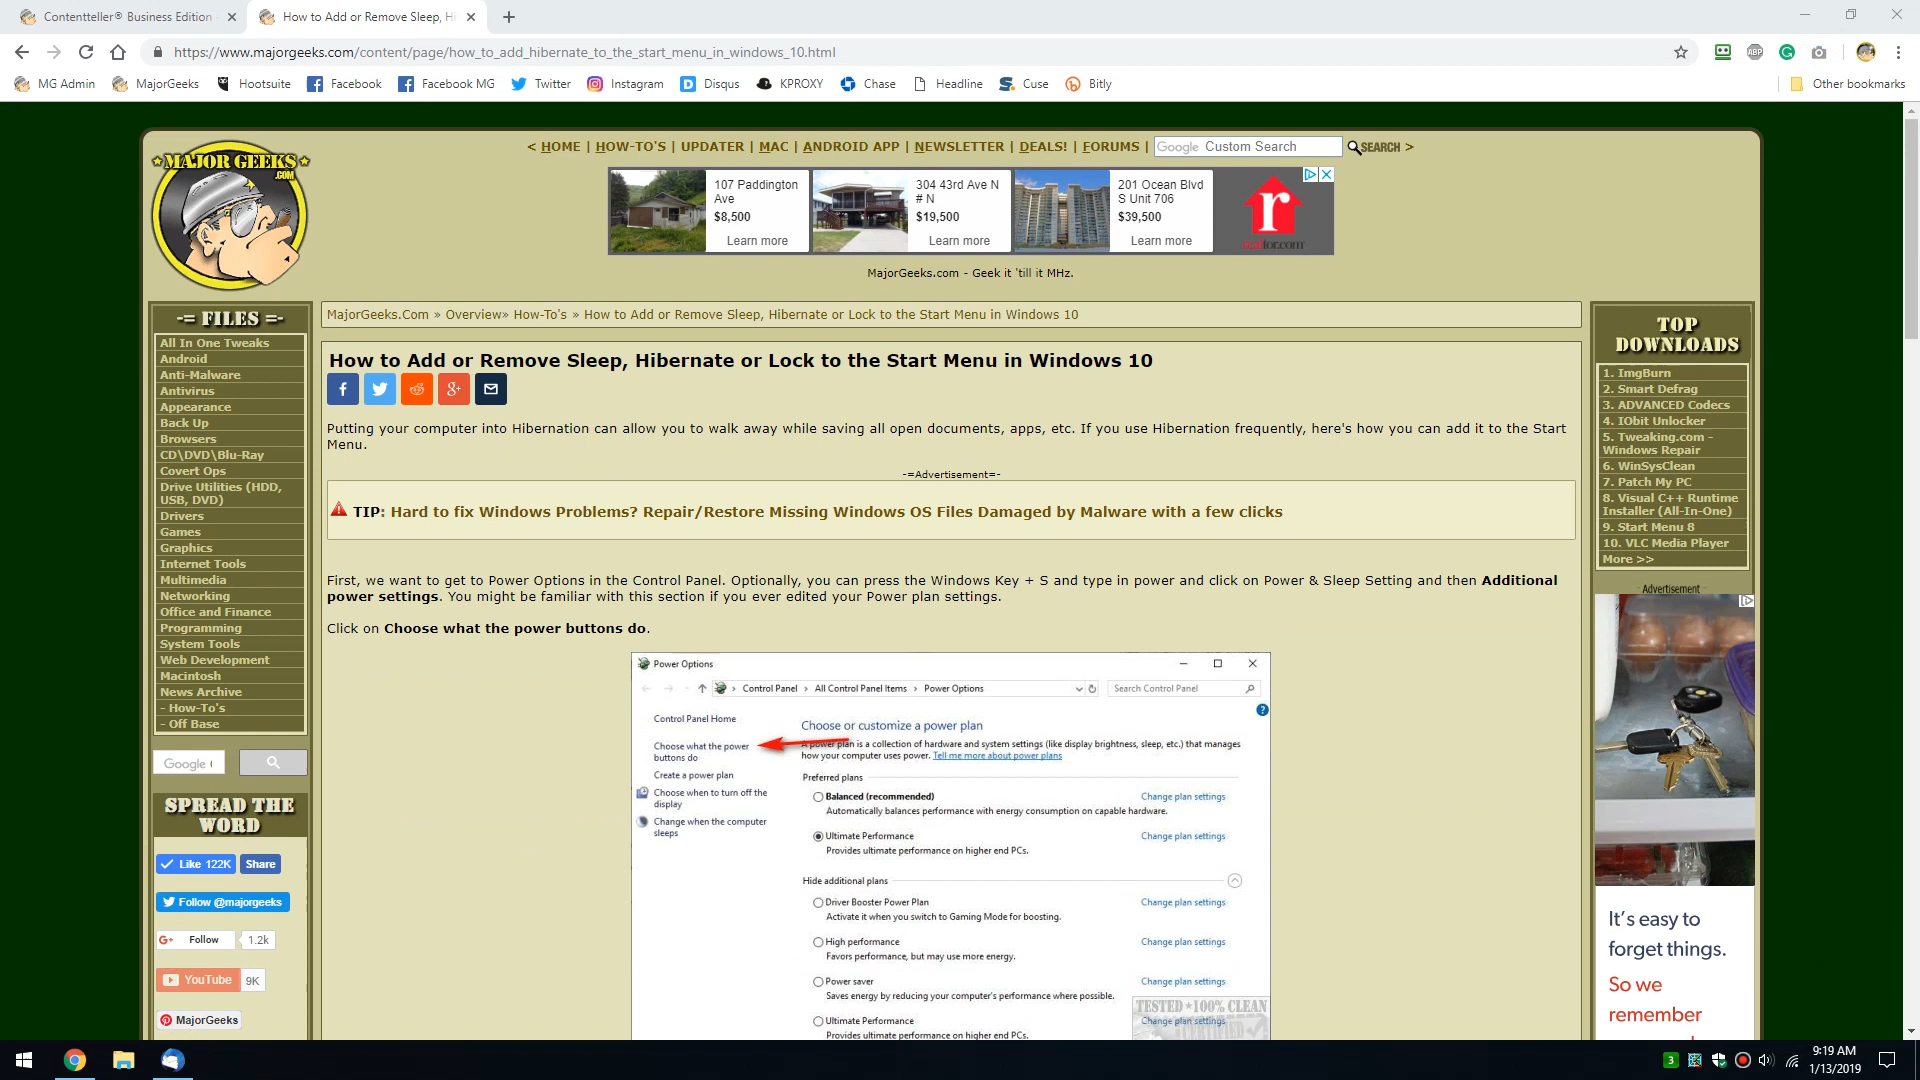 Contentteller® Business Edition
How to Add or Remove Sleep, Hi
https://www.majorgeeks.com/content/page/how_to_add_hibernate_to_the_start_menu_in_windows_10.html
ABP
MG Admin
MajorGeeks
Hootsuite
Facebook
Facebook MG
Twitter
Instagram
Disqus
KPROXY
Chase
Headline
Cuse
Bitly
Other bookmarks
MAJOR GEEKS
.COM
< HOME | HOW-TO'S | UPDATER | MAC | ANDROID APP | NEWSLETTER | DEALS! | FORUMS | Google Custom Search SEARCH >
107 Paddington
Ave
$8,500
Learn more
304 43rd Ave N
# N
$19,500
Learn more
201 Ocean Blvd
S Unit 706
$39,500
Learn more
r
realtor.com
MajorGeeks.com - Geek it 'till it MHz.
-= FILES =-
All In One Tweaks
Android
Anti-Malware
Antivirus
Appearance
Back Up
Browsers
CD\DVD\Blu-Ray
Covert Ops
Drive Utilities (HDD,
USB, DVD)
Drivers
Games
Graphics
Internet Tools
Multimedia
Networking
Office and Finance
Programming
System Tools
Web Development
Macintosh
News Archive
- How-To's
- Off Base
Google
SPREAD THE
WORD
Like 122K
Share
Follow @majorgeeks
G+ Follow 1.2k
YouTube 9K
MajorGeeks
MajorGeeks.Com » Overview» How-To's » How to Add or Remove Sleep, Hibernate or Lock to the Start Menu in Windows 10
How to Add or Remove Sleep, Hibernate or Lock to the Start Menu in Windows 10
Putting your computer into Hibernation can allow you to walk away while saving all open documents, apps, etc. If you use Hibernation frequently, here's how you can add it to the Start
Menu.
-=Advertisement=-
TIP: Hard to fix Windows Problems? Repair/Restore Missing Windows OS Files Damaged by Malware with a few clicks
First, we want to get to Power Options in the Control Panel. Optionally, you can press the Windows Key + S and type in power and click on Power & Sleep Setting and then Additional
power settings. You might be familiar with this section if you ever edited your Power plan settings.
Click on Choose what the power buttons do.
Power Options
Control Panel > All Control Panel Items > Power Options
Search Control Panel
Control Panel Home
Choose what the power
buttons do
Create a power plan
Choose when to turn off the
display
Change when the computer
sleeps
Choose or customize a power plan
A power plan is a collection of hardware and system settings (like display brightness, sleep, etc.) that manages
how your computer uses power. Tell me more about power plans
Preferred plans
Balanced (recommended) Change plan settings
Automatically balances performance with energy consumption on capable hardware.
Ultimate Performance Change plan settings
Provides ultimate performance on higher end PCs.
Hide additional plans
Driver Booster Power Plan Change plan settings
Activate it when you switch to Gaming Mode for boosting.
High performance Change plan settings
Favors performance, but may use more energy.
Power saver Change plan settings
Saves energy by reducing your computer's performance where possible.
Ultimate Performance Change plan settings
Provides ultimate performance on higher end PCs.
TESTED★100% CLEAN
CERTIFIED
TOP
DOWNLOADS
1. ImgBurn
2. Smart Defrag
3. ADVANCED Codecs
4. IObit Unlocker
5. Tweaking.com -
Windows Repair
6. WinSysClean
7. Patch My PC
8. Visual C++ Runtime
Installer (All-In-One)
9. Start Menu 8
10. VLC Media Player
More >>
Advertisement
It's easy to
forget things.
So we
remember
3
9:19 AM
1/13/2019